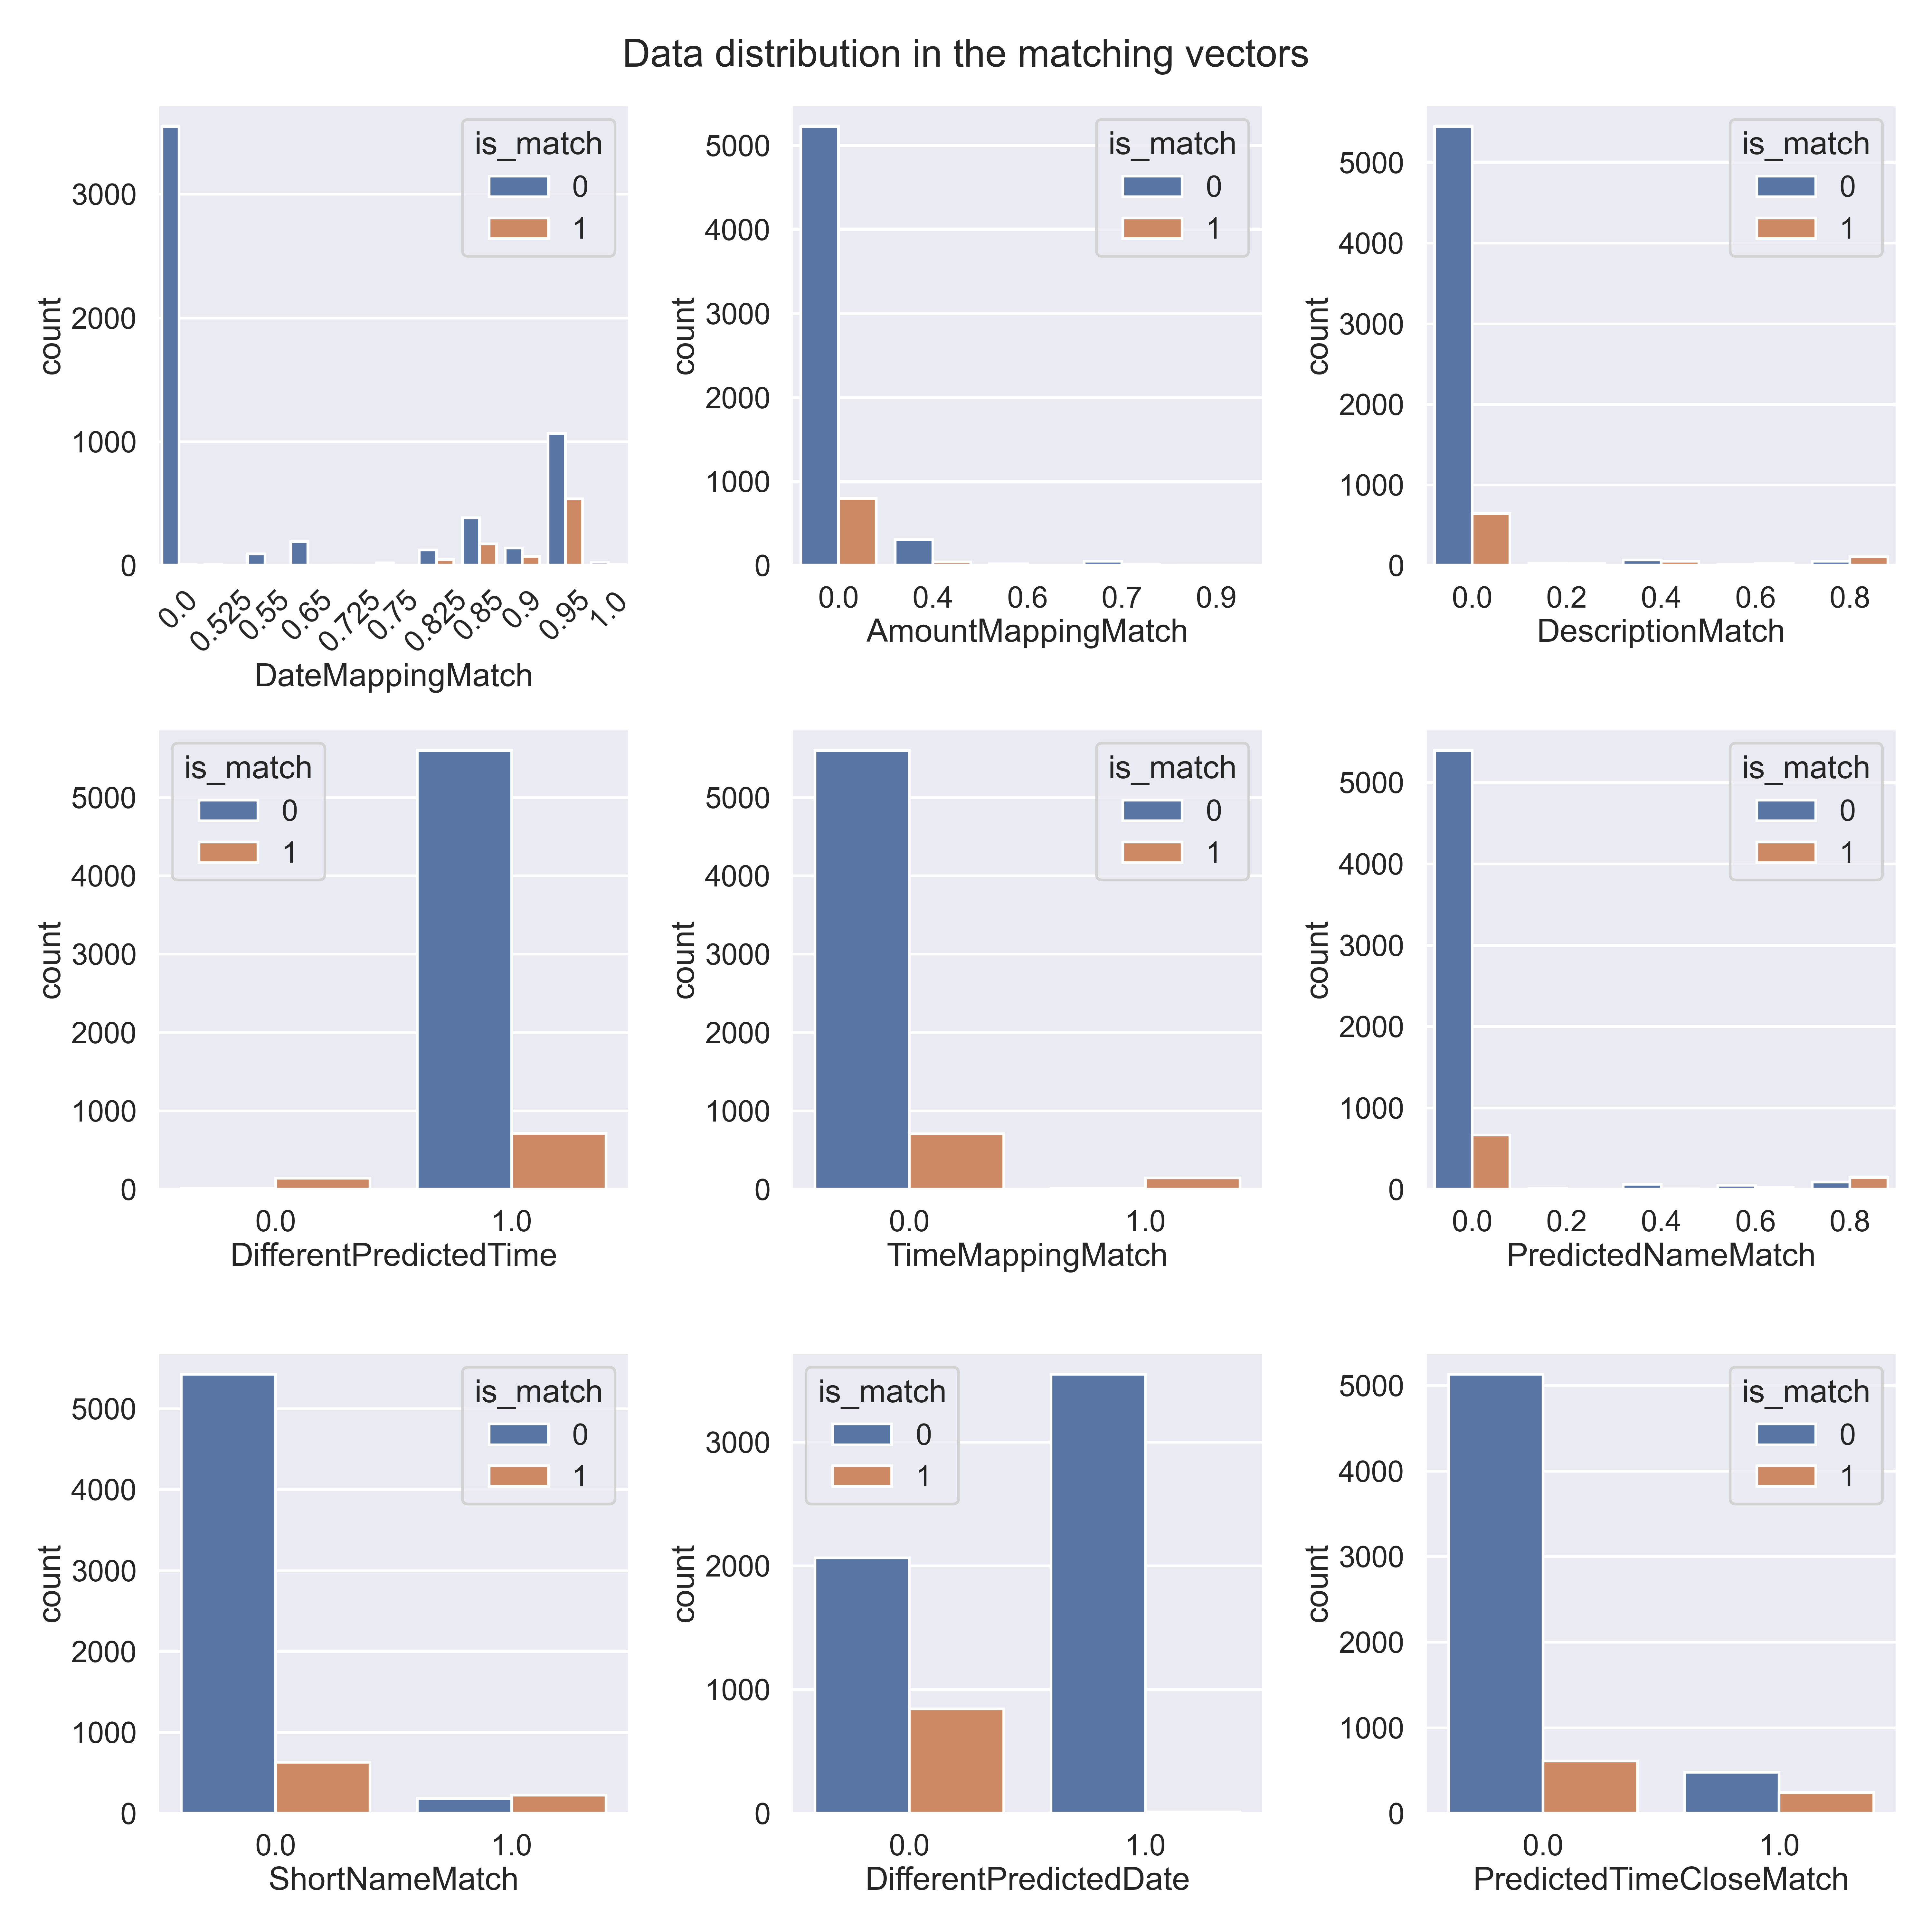 Data distribution in the matching vectors
count
3000
2000
1000
0
is_match
0
1
0.0 0.525 0.55 0.65 0.725 0.75 0.825 0.85 0.9 0.95 1.0
DateMappingMatch
count
5000
4000
3000
2000
1000
0
is_match
0
1
0.0 0.4 0.6 0.7 0.9
AmountMappingMatch
count
5000
4000
3000
2000
1000
0
is_match
0
1
0.0 0.2 0.4 0.6 0.8
DescriptionMatch
count
5000
4000
3000
2000
1000
0
is_match
0
1
0.0 1.0
DifferentPredictedTime
count
5000
4000
3000
2000
1000
0
is_match
0
1
0.0 1.0
TimeMappingMatch
count
5000
4000
3000
2000
1000
0
is_match
0
1
0.0 0.2 0.4 0.6 0.8
PredictedNameMatch
count
5000
4000
3000
2000
1000
0
is_match
0
1
0.0 1.0
ShortNameMatch
count
3000
2000
1000
0
is_match
0
1
0.0 1.0
DifferentPredictedDate
count
5000
4000
3000
2000
1000
0
is_match
0
1
0.0 1.0
PredictedTimeCloseMatch